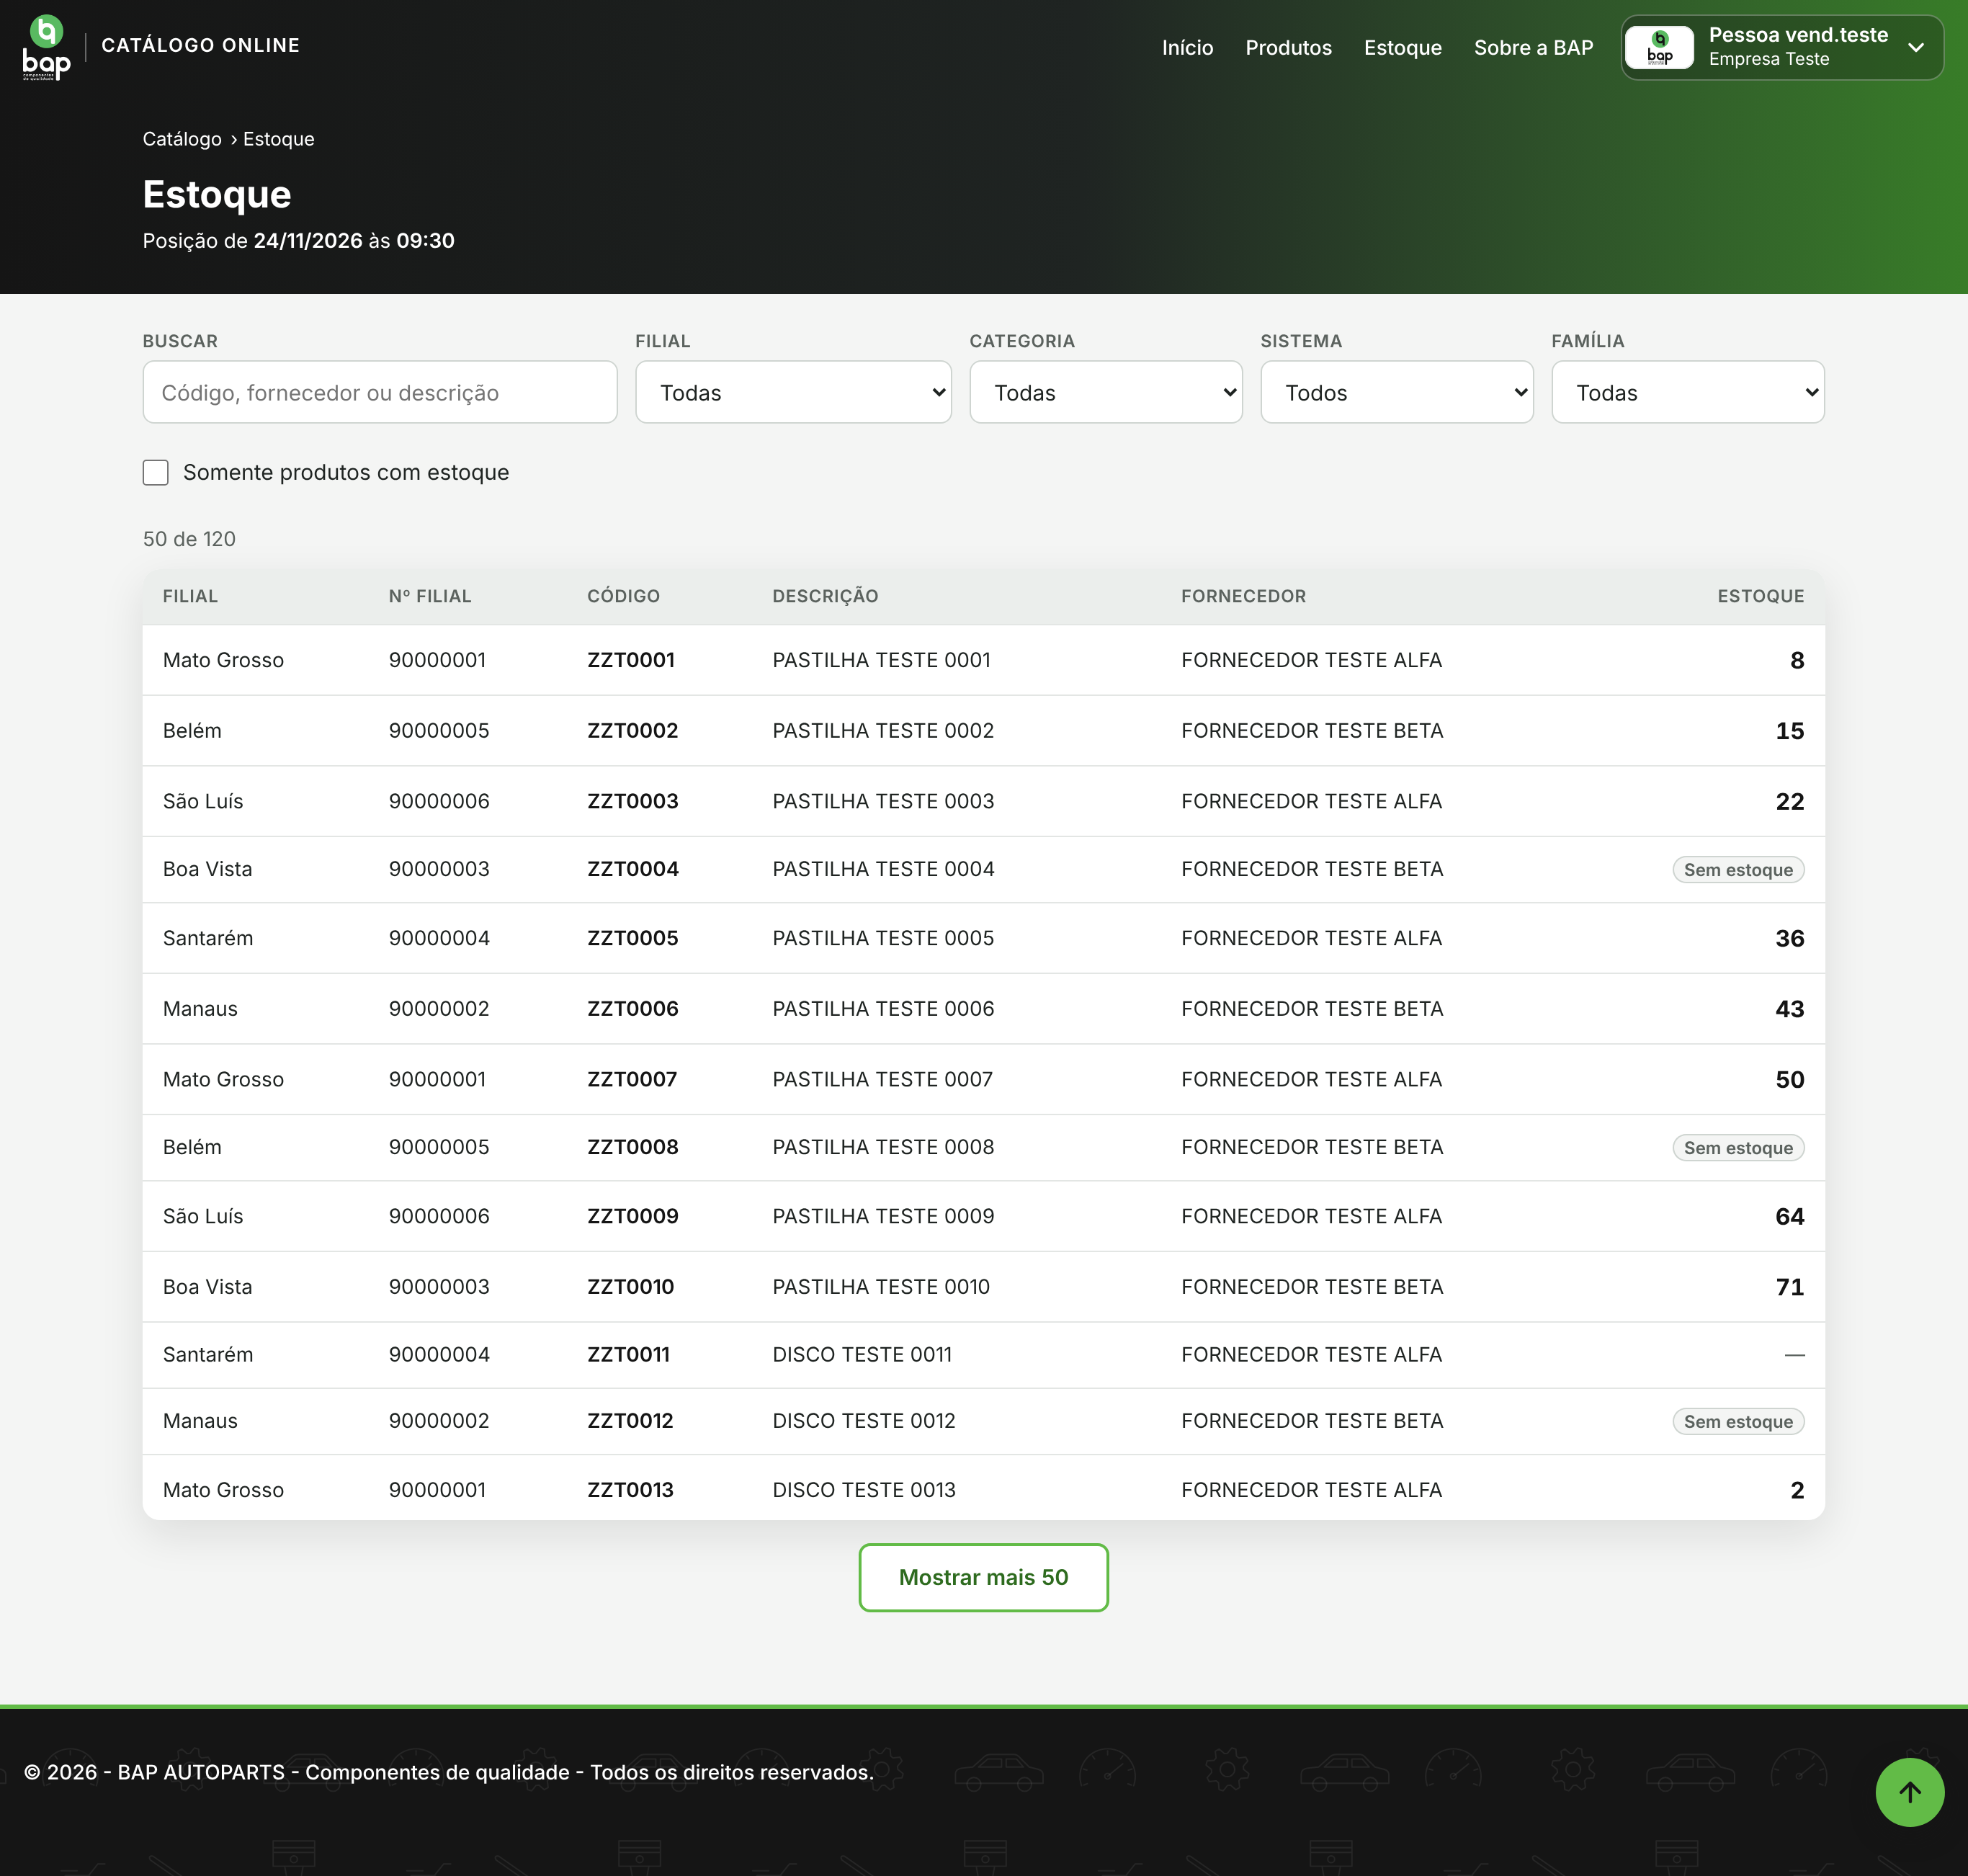 bap
componentes
de qualidade
CATÁLOGO ONLINE
Início Produtos Estoque Sobre a BAP
bap
Pessoa vend.teste
Empresa Teste
Catálogo › Estoque
Estoque
Posição de 24/11/2026 às 09:30
BUSCAR FILIAL CATEGORIA SISTEMA FAMÍLIA
Código, fornecedor ou descrição Todas Todas Todos Todas
Somente produtos com estoque
50 de 120
FILIAL Nº FILIAL CÓDIGO DESCRIÇÃO FORNECEDOR ESTOQUE
Mato Grosso 90000001 ZZT0001 PASTILHA TESTE 0001 FORNECEDOR TESTE ALFA 8
Belém 90000005 ZZT0002 PASTILHA TESTE 0002 FORNECEDOR TESTE BETA 15
São Luís 90000006 ZZT0003 PASTILHA TESTE 0003 FORNECEDOR TESTE ALFA 22
Boa Vista 90000003 ZZT0004 PASTILHA TESTE 0004 FORNECEDOR TESTE BETA Sem estoque
Santarém 90000004 ZZT0005 PASTILHA TESTE 0005 FORNECEDOR TESTE ALFA 36
Manaus 90000002 ZZT0006 PASTILHA TESTE 0006 FORNECEDOR TESTE BETA 43
Mato Grosso 90000001 ZZT0007 PASTILHA TESTE 0007 FORNECEDOR TESTE ALFA 50
Belém 90000005 ZZT0008 PASTILHA TESTE 0008 FORNECEDOR TESTE BETA Sem estoque
São Luís 90000006 ZZT0009 PASTILHA TESTE 0009 FORNECEDOR TESTE ALFA 64
Boa Vista 90000003 ZZT0010 PASTILHA TESTE 0010 FORNECEDOR TESTE BETA 71
Santarém 90000004 ZZT0011 DISCO TESTE 0011 FORNECEDOR TESTE ALFA —
Manaus 90000002 ZZT0012 DISCO TESTE 0012 FORNECEDOR TESTE BETA Sem estoque
Mato Grosso 90000001 ZZT0013 DISCO TESTE 0013 FORNECEDOR TESTE ALFA 2
Mostrar mais 50
© 2026 - BAP AUTOPARTS - Componentes de qualidade - Todos os direitos reservados.